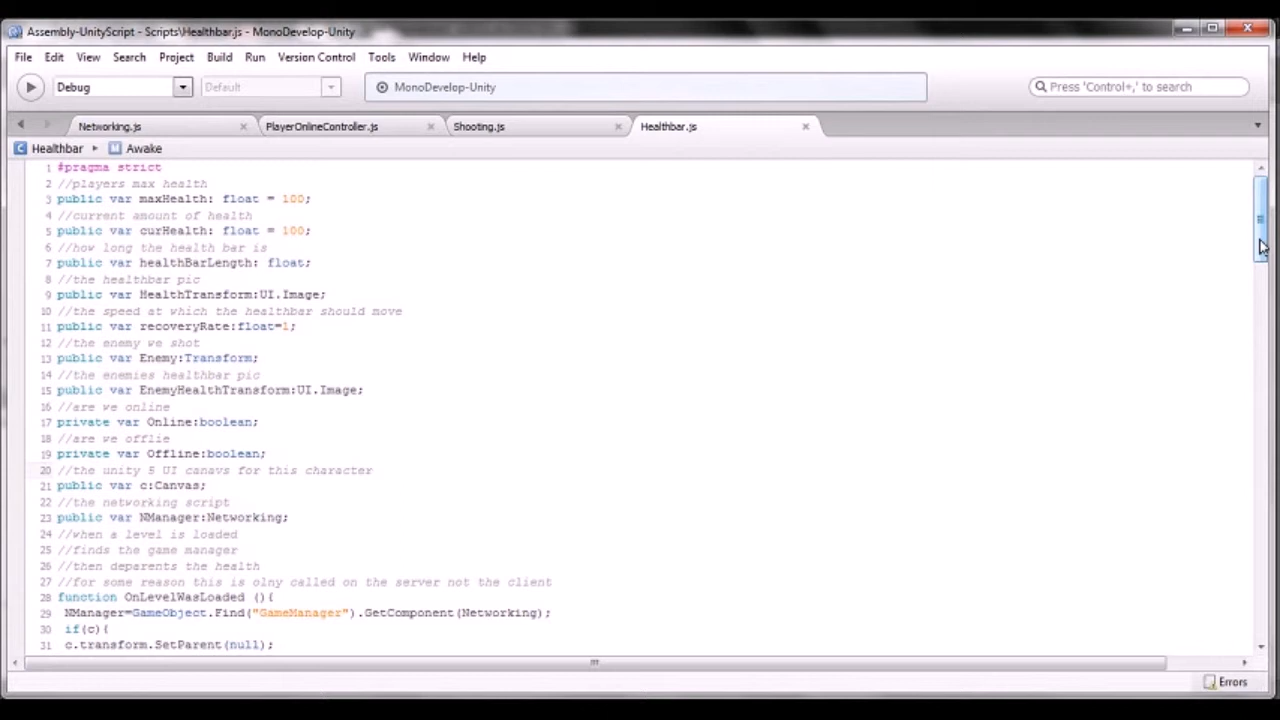 Assembly-UnityScript - Scripts\Healthbar.js - MonoDevelop-Unity
File Edit View Search Project Build Run Version Control Tools Window Help
Debug Default MonoDevelop-Unity Press 'Control+,' to search
Networking.js PlayerOnlineController.js Shooting.js Healthbar.js
C Healthbar M Awake
1 #pragma strict
2 //players max health
3 public var maxHealth: float = 100;
4 //current amount of health
5 public var curHealth: float = 100;
6 //how long the health bar is
7 public var healthBarLength: float;
8 //the healthbar pic
9 public var HealthTransform:UI.Image;
10 //the speed at which the healthbar should move
11 public var recoveryRate:float=1;
12 //the enemy we shot
13 public var Enemy:Transform;
14 //the enemies healthbar pic
15 public var EnemyHealthTransform:UI.Image;
16 //are we online
17 private var Online:boolean;
18 //are we offlie
19 private var Offline:boolean;
20 //the unity 5 UI canavs for this character
21 public var c:Canvas;
22 //the networking script
23 public var NManager:Networking;
24 //when a level is loaded
25 //finds the game manager
26 //then deparents the health
27 //for some reason this is olny called on the server not the client
28 function OnLevelWasLoaded (){
29 NManager=GameObject.Find("GameManager").GetComponent(Networking);
30 if(c){
31 c.transform.SetParent(null);
Errors